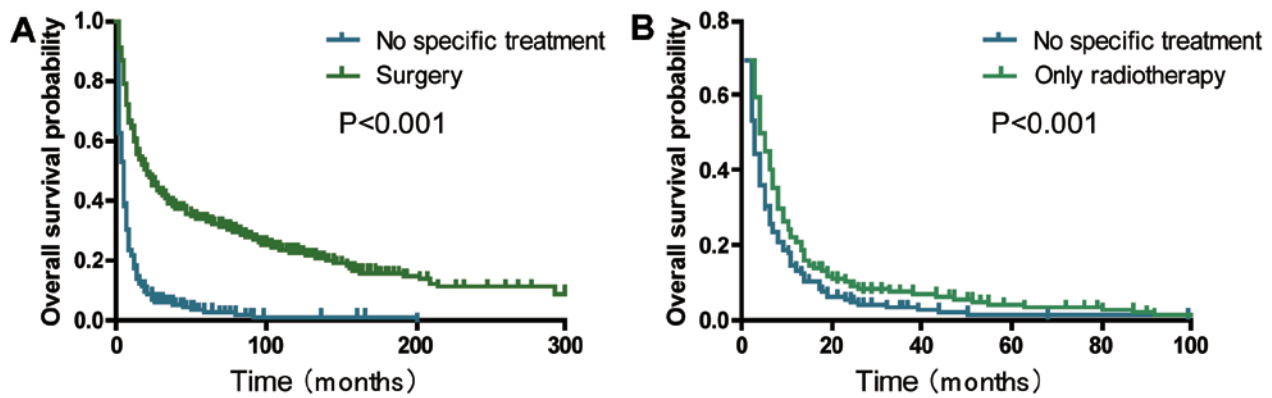 A
Overall survival probability
1.0
0.8
0.6
0.4
0.2
0.0
No specific treatment
Surgery
P<0.001
0 100 200 300
Time (months)
B
Overall survival probability
0.8
0.6
0.4
0.2
0.0
No specific treatment
Only radiotherapy
P<0.001
0 20 40 60 80 100
Time (months)